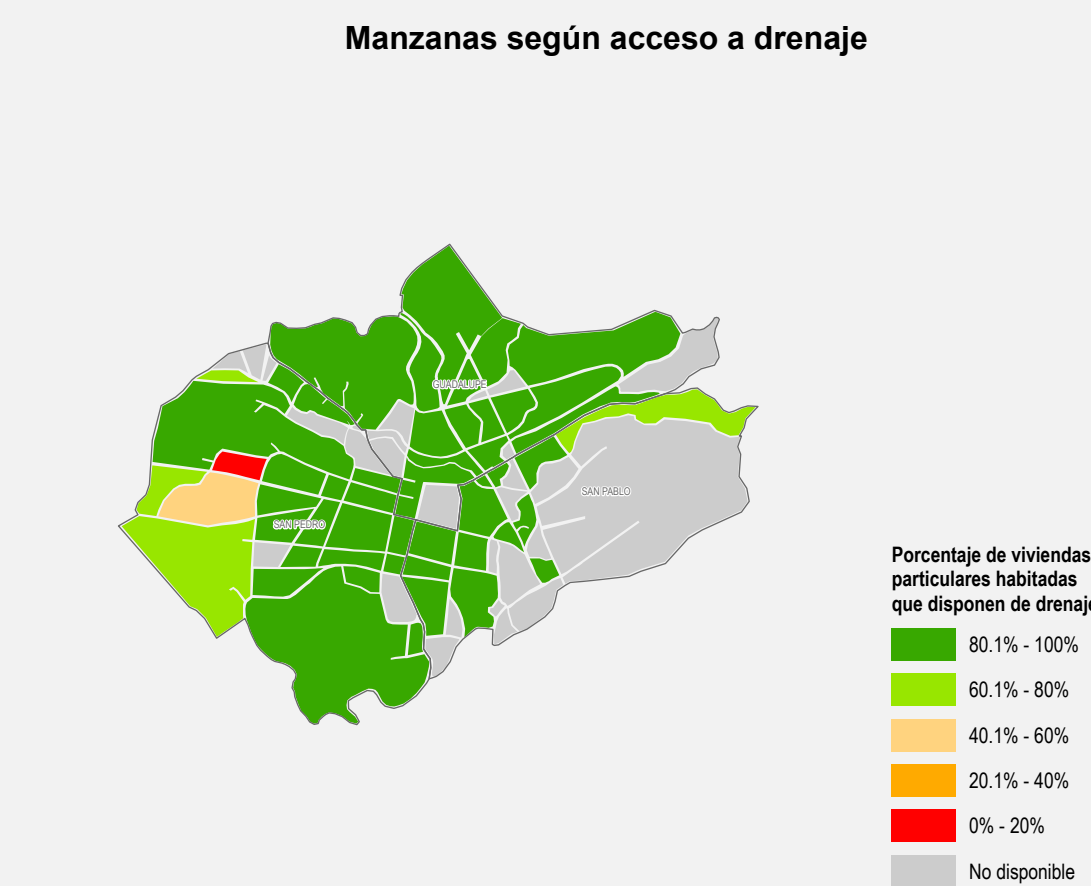 Manzanas según acceso a drenaje
GUADALUPE
SAN PABLO
SAN PEDRO
Porcentaje de viviendas
particulares habitadas
que disponen de drenaje
80.1% - 100%
60.1% - 80%
40.1% - 60%
20.1% - 40%
0% - 20%
No disponible